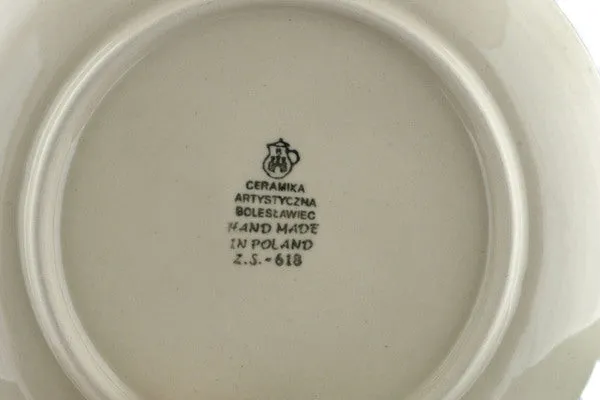 CERAMIKA
ARTYSTYCZNA
BOLESŁAWIEC
HAND MADE
IN POLAND
Z.S.-618